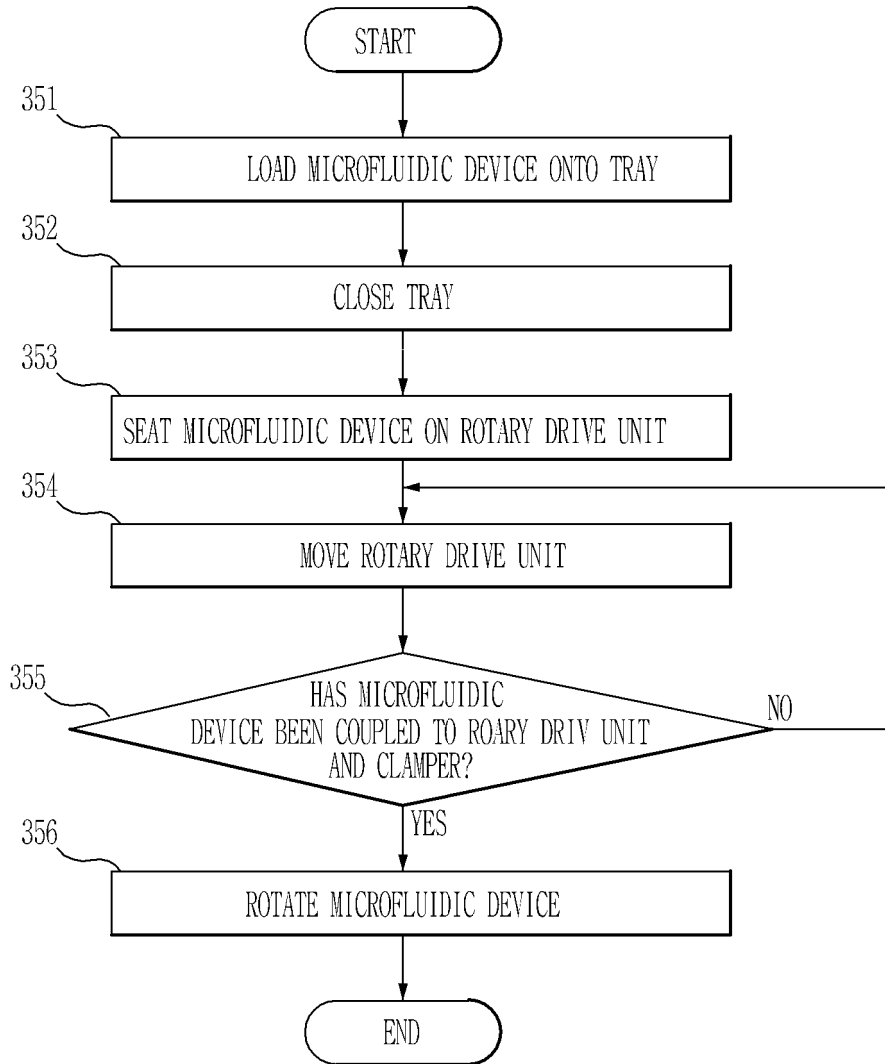 START
351
LOAD MICROFLUIDIC DEVICE ONTO TRAY
352
CLOSE TRAY
353
SEAT MICROFLUIDIC DEVICE ON ROTARY DRIVE UNIT
354
MOVE ROTARY DRIVE UNIT
355
HAS MICROFLUIDIC
DEVICE BEEN COUPLED TO ROARY DRIV UNIT
AND CLAMPER?
NO
YES
356
ROTATE MICROFLUIDIC DEVICE
END